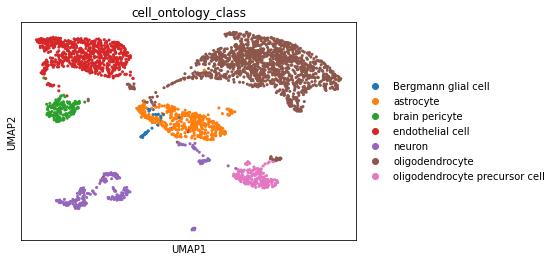 cell_ontology_class
UMAP2
UMAP1
Bergmann glial cell
astrocyte
brain pericyte
endothelial cell
neuron
oligodendrocyte
oligodendrocyte precursor cell